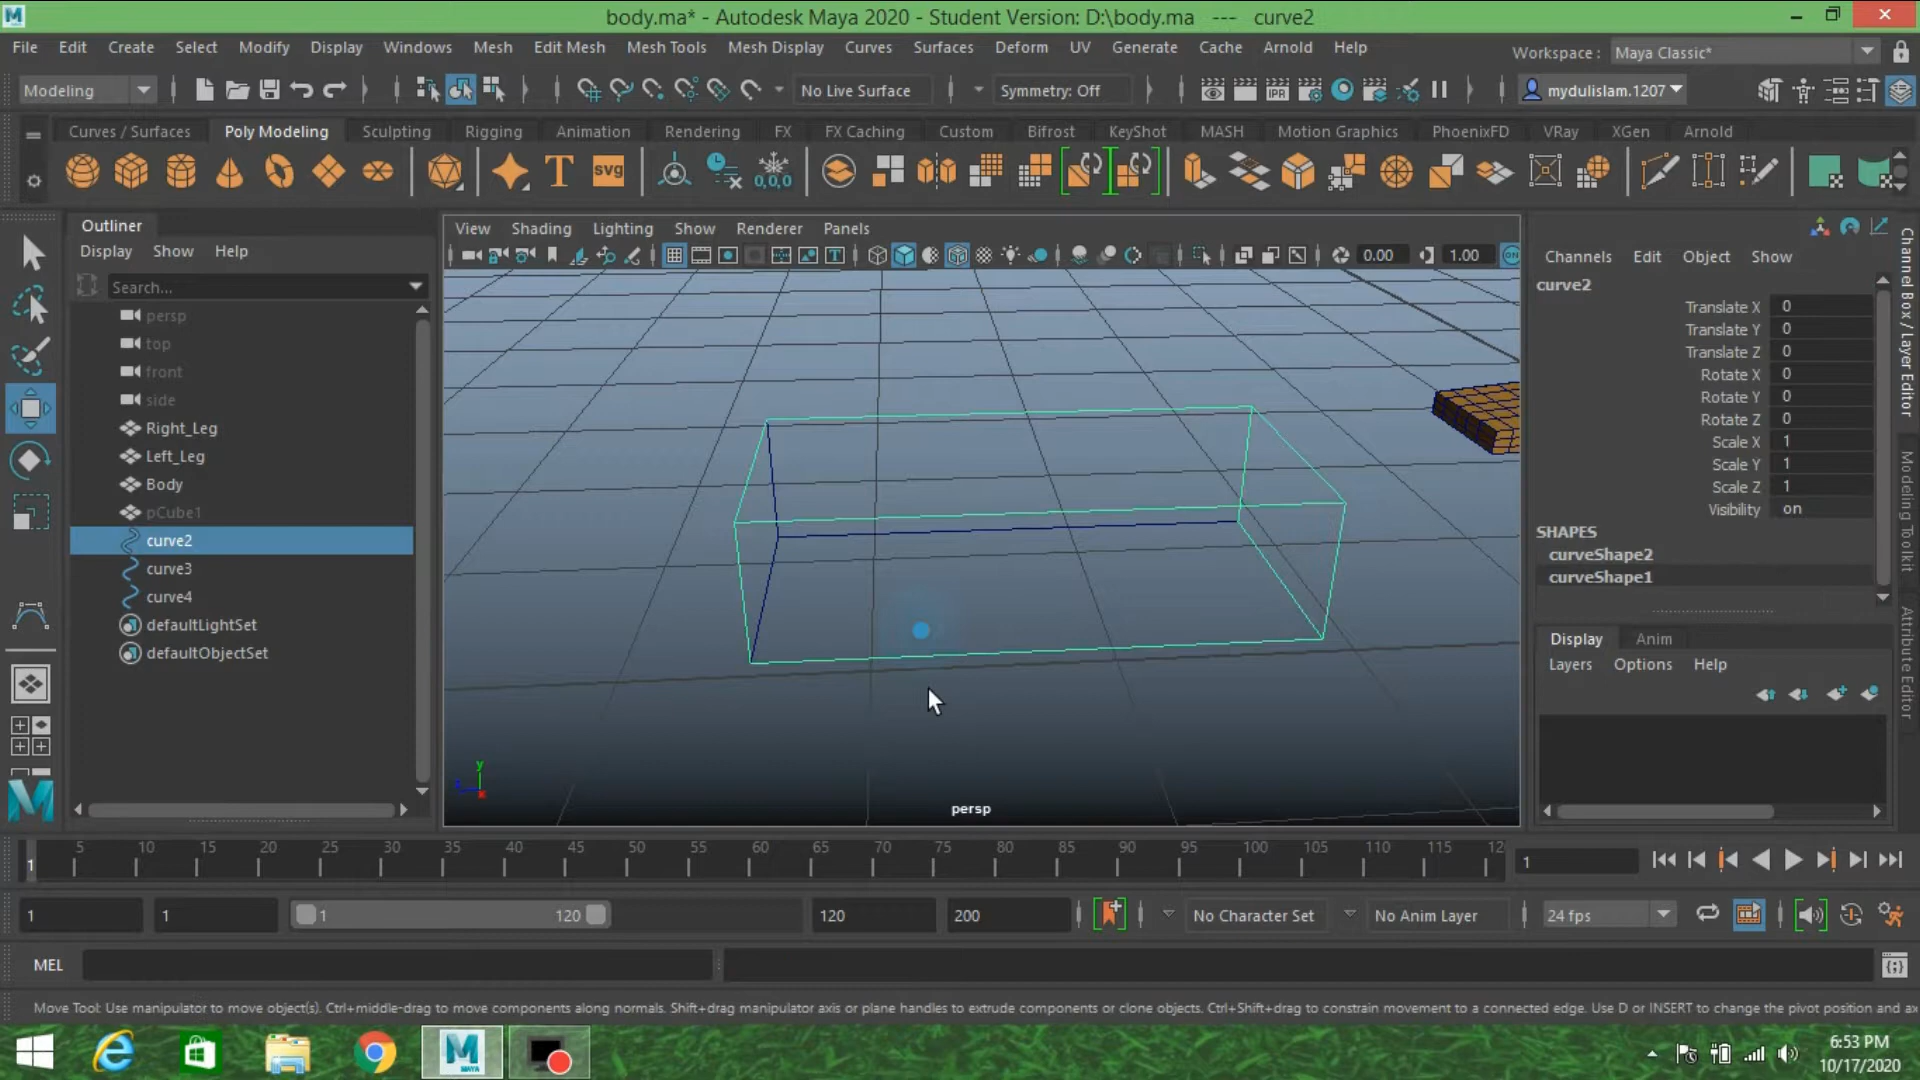 body.ma* - Autodesk Maya 2020 - Student Version: D:\body.ma --- curve2
File Edit Create Select Modify Display Windows Mesh Edit Mesh Mesh Tools Mesh Display Curves Surfaces Deform UV Generate Cache Arnold Help
Workspace : Maya Classic*
Modeling
No Live Surface
Symmetry: Off
IPR
mydulislam.1207
Curves / Surfaces Poly Modeling Sculpting Rigging Animation Rendering FX FX Caching Custom Bifrost KeyShot MASH Motion Graphics PhoenixFD VRay XGen Arnold
T
svg
0,0,0
Outliner
Display Show Help
Search...
persp
top
front
side
Right_Leg
Left_Leg
Body
pCube1
curve2
curve3
curve4
defaultLightSet
defaultObjectSet
View Shading Lighting Show Renderer Panels
0.00
1.00
ON
y
persp
Channels Edit Object Show
curve2
Translate X 0
Translate Y 0
Translate Z 0
Rotate X 0
Rotate Y 0
Rotate Z 0
Scale X 1
Scale Y 1
Scale Z 1
Visibility on
SHAPES
curveShape2
curveShape1
Display Anim
Layers Options Help
Channel Box / Layer Editor
Modeling Toolkit
Attribute Editor
1 5 10 15 20 25 30 35 40 45 50 55 60 65 70 75 80 85 90 95 100 105 110 115 12
1
1 1 1 120 120 200
No Character Set
No Anim Layer
24 fps
MEL
Move Tool: Use manipulator to move object(s). Ctrl+middle-drag to move components along normals. Shift+drag manipulator axis or plane handles to extrude components or clone objects. Ctrl+Shift+drag to constrain movement to a connected edge. Use D or INSERT to change the pivot position and ax
MAYA
6:53 PM
10/17/2020